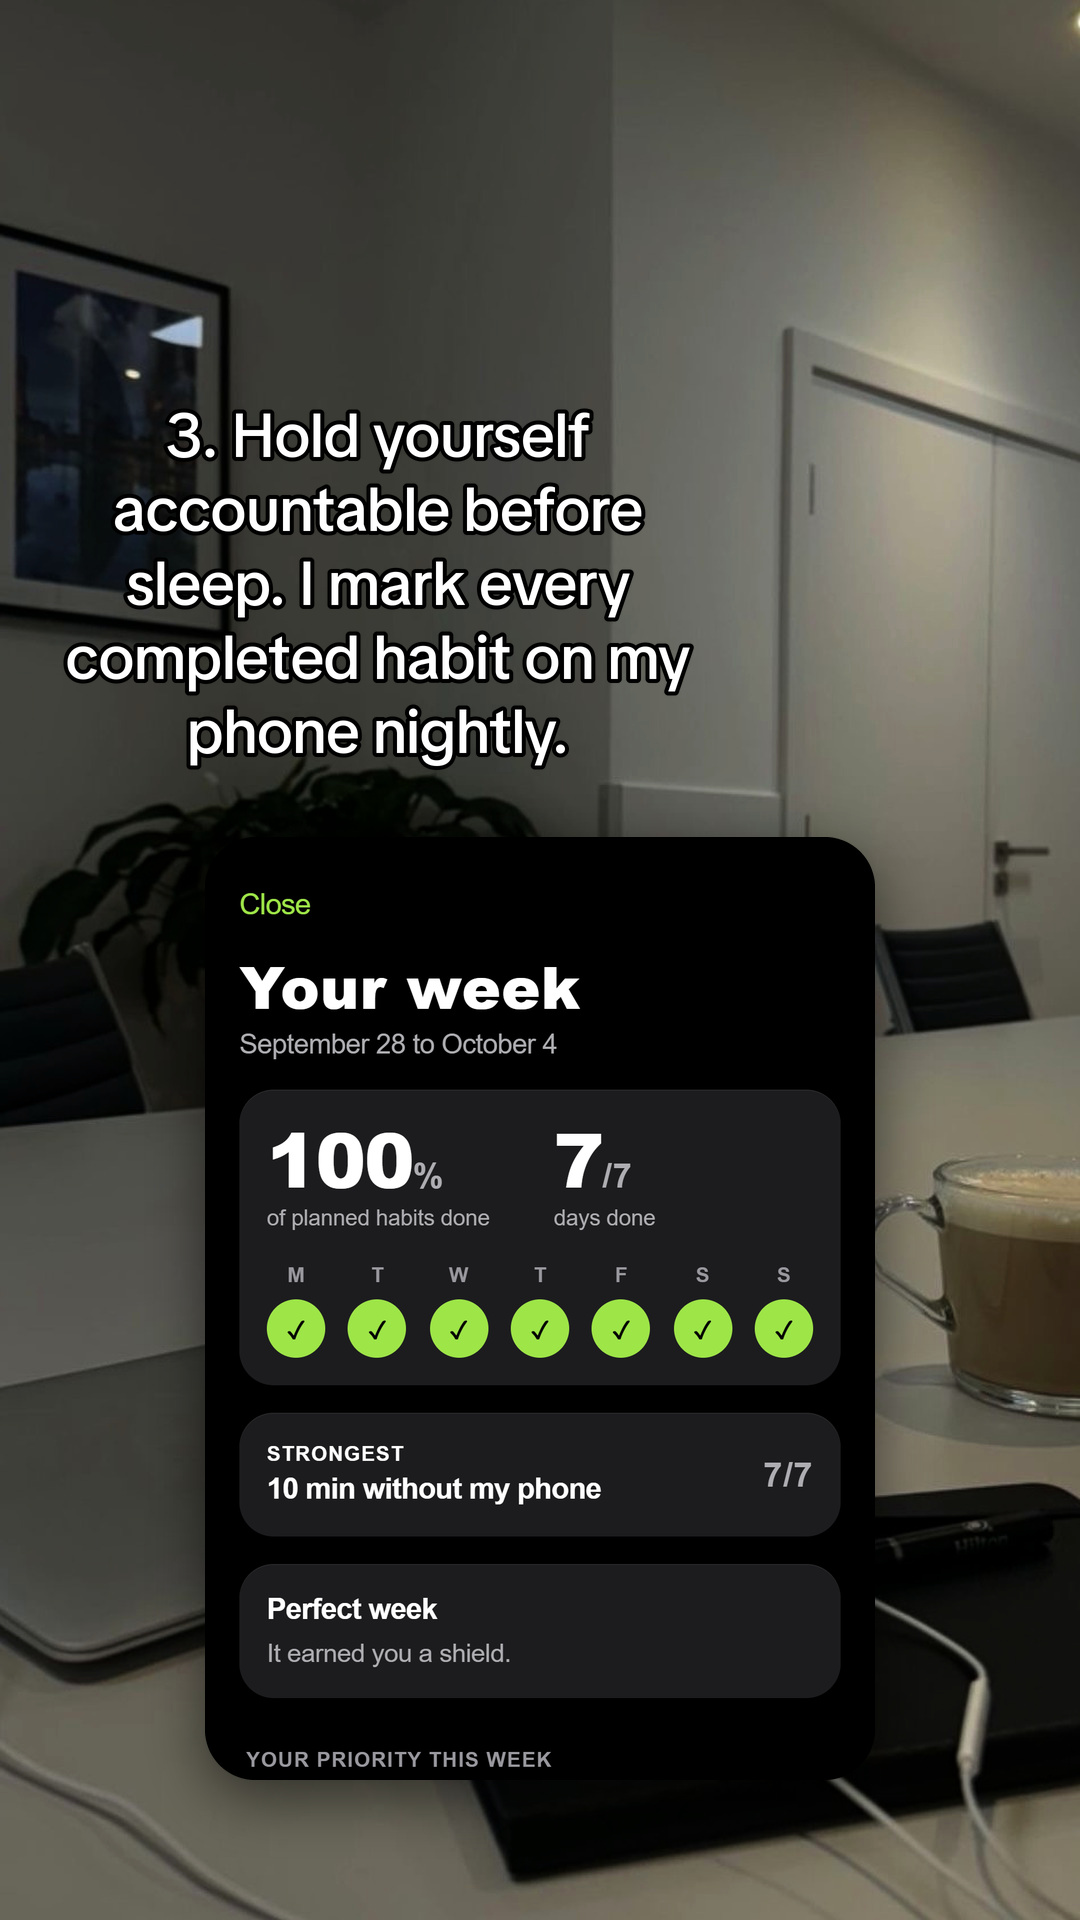 3. Hold yourself
accountable before
sleep. I mark every
completed habit on my
phone nightly.
Close
Your week
September 28 to October 4
100% 7/7
of planned habits done days done
M T W T F S S
STRONGEST
10 min without my phone 7/7
Perfect week
It earned you a shield.
YOUR PRIORITY THIS WEEK
Hilton